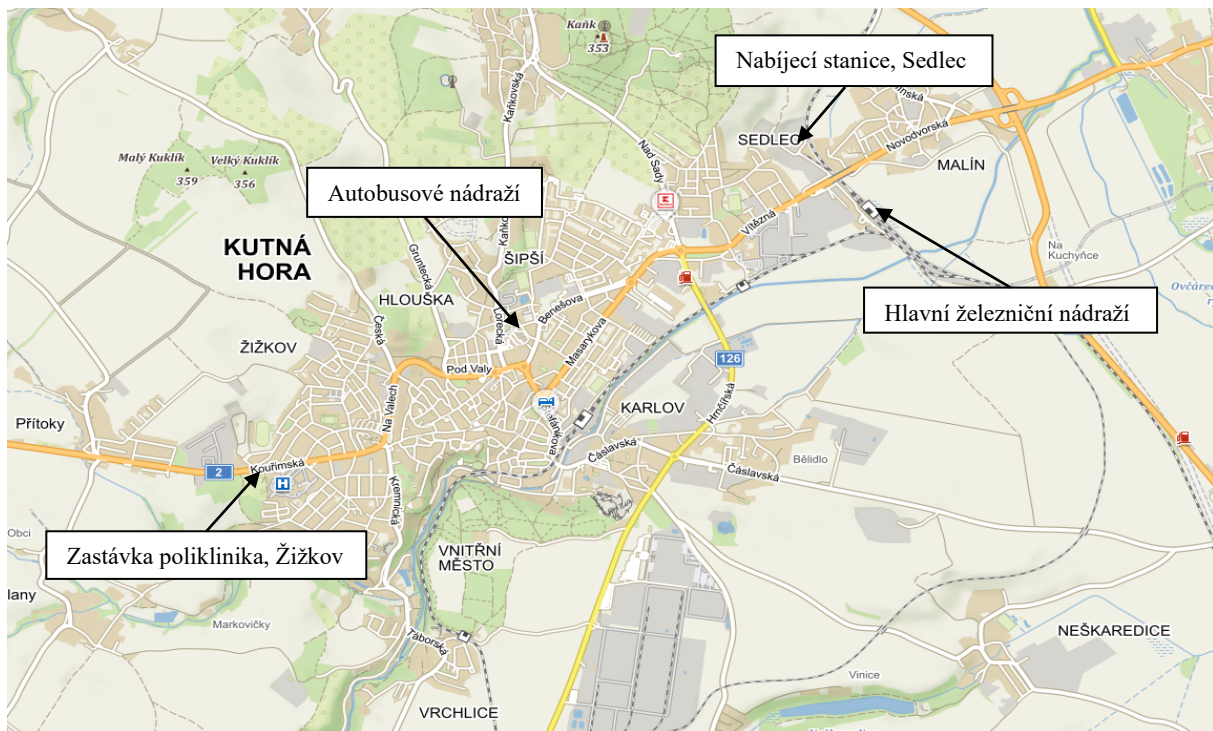 Kaňk
353
Nabíjecí stanice, Sedlec
Kaňkovská
Nad Sady
SEDLEC
Novodvorská
MALÍN
Malý Kuklík
359
Velký Kuklík
356
Autobusové nádraží
Vítězná
Na
Kuchyňce
KUTNÁ
HORA
Gruntecká
ŠIPŠÍ
Hlavní železniční nádraží
HLOUŠKA
Lorecká
Benešova
Česká
ŽIŽKOV
Masarykova
Pod Valy
126
Hrnčířská
KARLOV
Přítoky
Na Valech
Čáslavská
Čáslavská
Bělidlo
Kouřimská
2
H
Kremnická
Obci
Zastávka poliklinika, Žižkov
VNITŘNÍ
MĚSTO
lany
Markovičky
Táborská
NEŠKAREDICE
Vinice
VRCHLICE